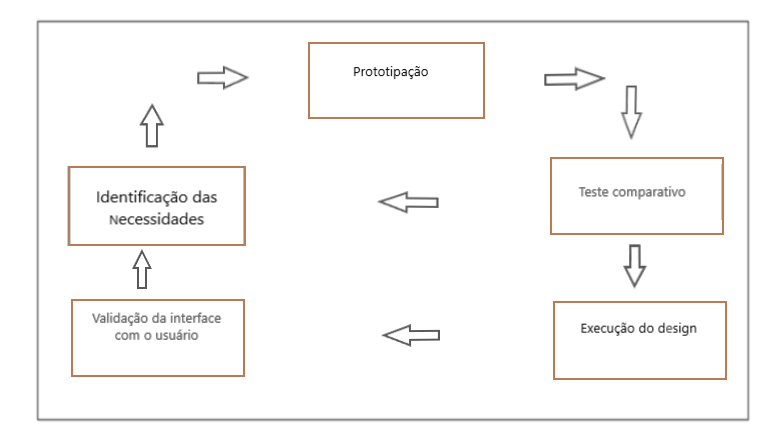 Prototipação
Identificação das
Necessidades
Teste comparativo
Validação da interface
com o usuário
Execução do design